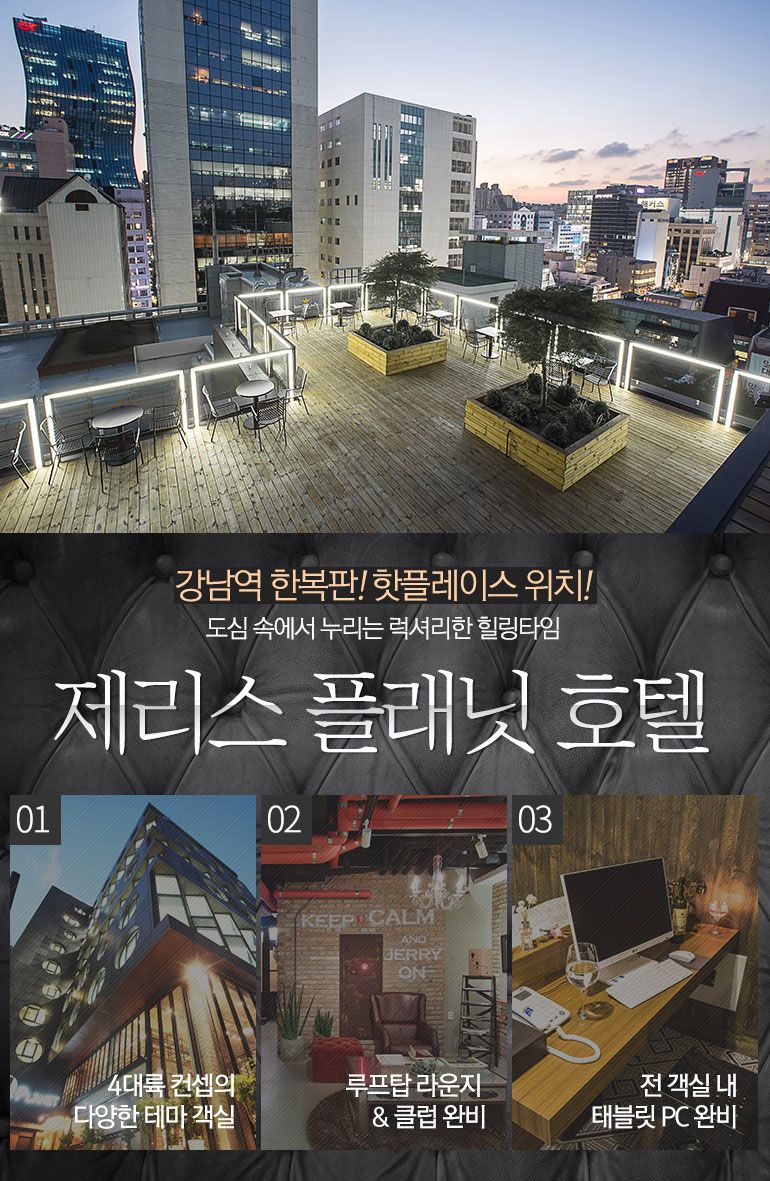 강남역 한복판! 핫플레이스 위치!
도심 속에서 누리는 럭셔리한 힐링타임
제리스 플래닛 호텔
01
02
03
KEEP CALM
AND
JERRY
ON
4대륙 컨셉의
다양한 테마 객실
루프탑 라운지
& 클럽 완비
전 객실 내
태블릿 PC 완비